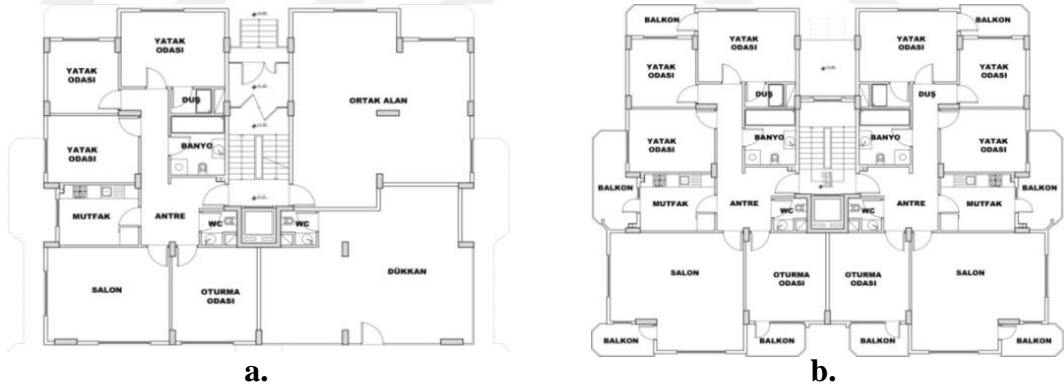 YATAK
ODASI
YATAK
ODASI
DUŞ
ORTAK ALAN
YATAK
ODASI
BANYO
MUTFAK
ANTRE
WC
WC
SALON
OTURMA
ODASI
DÜKKAN
a.
BALKON
BALKON
YATAK
ODASI
YATAK
ODASI
YATAK
ODASI
YATAK
ODASI
DUŞ
DUŞ
YATAK
ODASI
BANYO
BANYO
YATAK
ODASI
BALKON
BALKON
MUTFAK
ANTRE
WC
WC
ANTRE
MUTFAK
SALON
OTURMA
ODASI
OTURMA
ODASI
SALON
BALKON
BALKON
BALKON
BALKON
b.